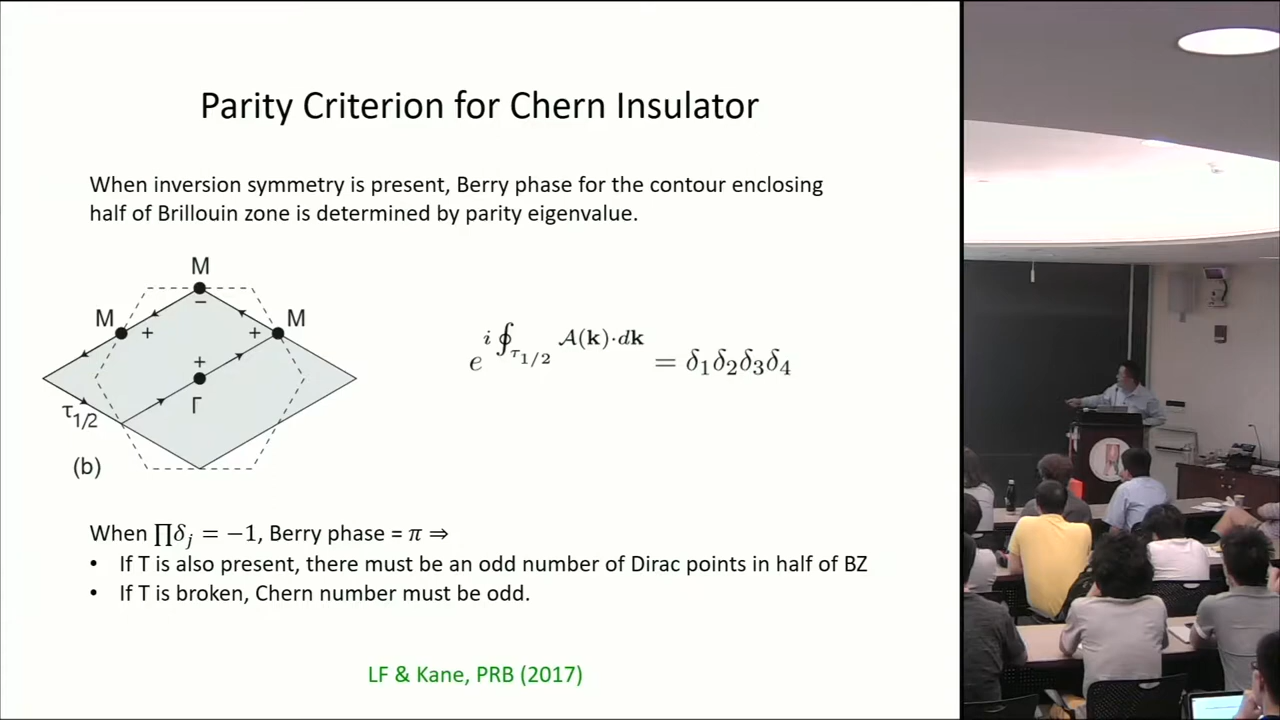 Parity Criterion for Chern Insulator
When inversion symmetry is present, Berry phase for the contour enclosing
half of Brillouin zone is determined by parity eigenvalue.
M
−
M + + M
+
Γ
τ1/2
(b)
e^{i∮_{τ1/2} 𝒜(𝐤)·d𝐤} = δ₁δ₂δ₃δ₄
When ∏δⱼ = −1, Berry phase = π ⇒
• If T is also present, there must be an odd number of Dirac points in half of BZ
• If T is broken, Chern number must be odd.
LF & Kane, PRB (2017)